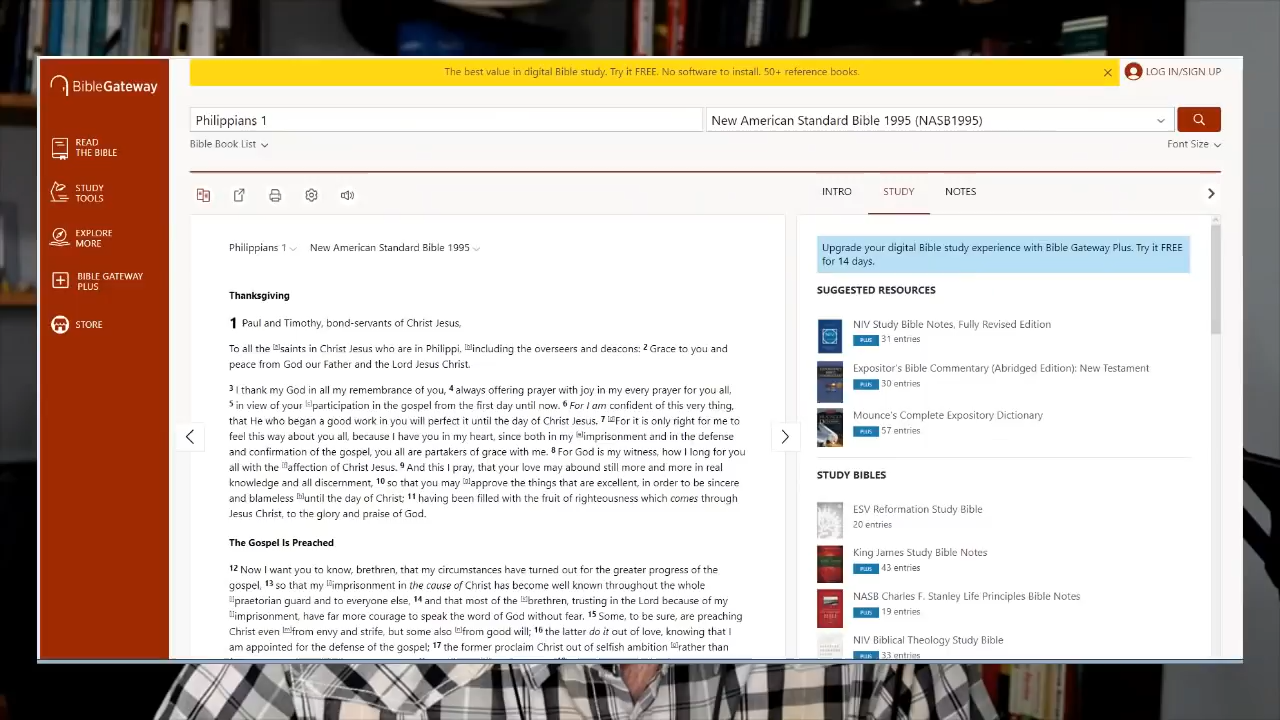 BibleGateway
READ
THE BIBLE
STUDY
TOOLS
EXPLORE
MORE
BIBLE GATEWAY
PLUS
STORE
The best value in digital Bible study. Try it FREE. No software to install. 50+ reference books.
LOG IN/SIGN UP
Philippians 1
New American Standard Bible 1995 (NASB1995)
Bible Book List
Font Size
Philippians 1
New American Standard Bible 1995
Thanksgiving
1 Paul and Timothy, bond-servants of Christ Jesus,
To all the [a]saints in Christ Jesus who are in Philippi, [b]including the overseers and deacons: 2 Grace to you and
peace from God our Father and the Lord Jesus Christ.
3 I thank my God in all my remembrance of you, 4 always offering prayer with joy in my every prayer for you all,
5 in view of your [c]participation in the gospel from the first day until now. 6 For I am confident of this very thing,
that He who began a good work in you will perfect it until the day of Christ Jesus. 7 [d]For it is only right for me to
feel this way about you all, because I have you in my heart, since both in my [e]imprisonment and in the defense
and confirmation of the gospel, you all are partakers of grace with me. 8 For God is my witness, how I long for you
all with the [f]affection of Christ Jesus. 9 And this I pray, that your love may abound still more and more in real
knowledge and all discernment, 10 so that you may [g]approve the things that are excellent, in order to be sincere
and blameless [h]until the day of Christ; 11 having been filled with the fruit of righteousness which comes through
Jesus Christ, to the glory and praise of God.
The Gospel Is Preached
12 Now I want you to know, brethren, that my circumstances have turned out for the greater progress of the
gospel, 13 so that my [i]imprisonment in the cause of Christ has become well known throughout the whole
[j]praetorian guard and to everyone else, 14 and that most of the [k]brethren, trusting in the Lord because of my
[l]imprisonment, have far more courage to speak the word of God without fear. 15 Some, to be sure, are preaching
Christ even [m]from envy and strife, but some also [n]from good will; 16 the latter do it out of love, knowing that I
am appointed for the defense of the gospel; 17 the former proclaim Christ out of selfish ambition [o]rather than
INTRO
STUDY
NOTES
Upgrade your digital Bible study experience with Bible Gateway Plus. Try it FREE
for 14 days.
SUGGESTED RESOURCES
NIV Study Bible Notes, Fully Revised Edition
PLUS 31 entries
Expositor's Bible Commentary (Abridged Edition): New Testament
PLUS 30 entries
Mounce's Complete Expository Dictionary
PLUS 57 entries
STUDY BIBLES
ESV Reformation Study Bible
20 entries
King James Study Bible Notes
PLUS 43 entries
NASB Charles F. Stanley Life Principles Bible Notes
PLUS 19 entries
NIV Biblical Theology Study Bible
PLUS 33 entries